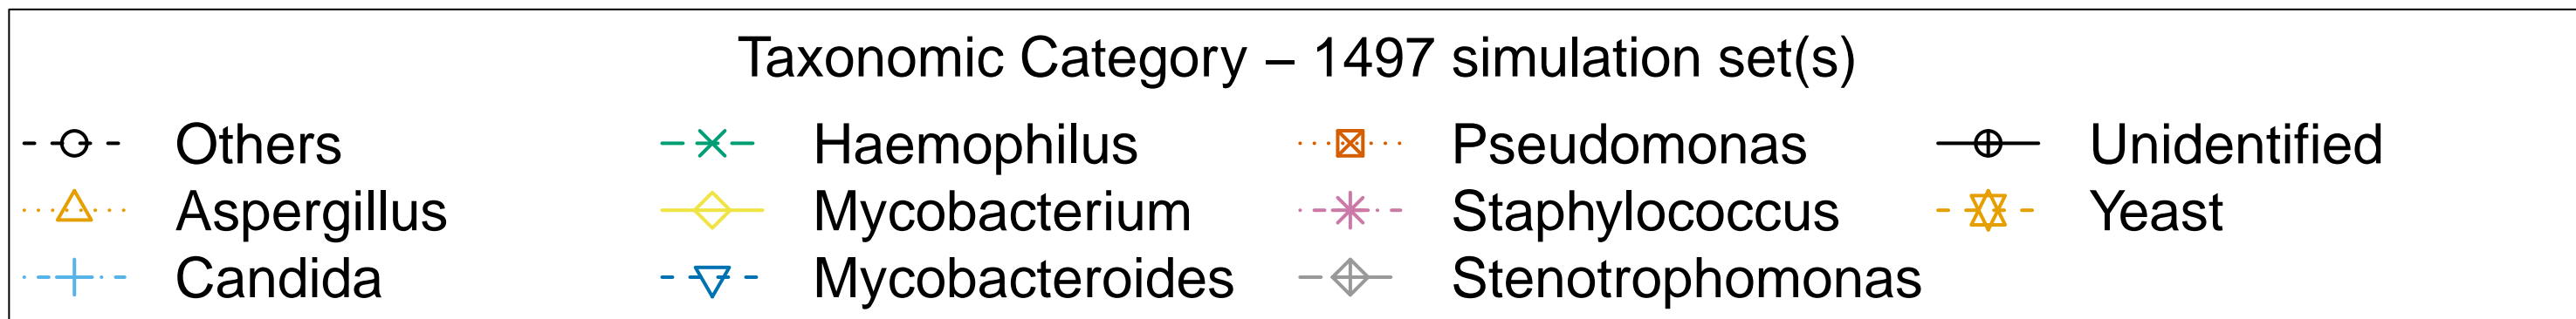 Taxonomic Category – 1497 simulation set(s)
Others Haemophilus Pseudomonas Unidentified
Aspergillus Mycobacterium Staphylococcus Yeast
Candida Mycobacteroides Stenotrophomonas